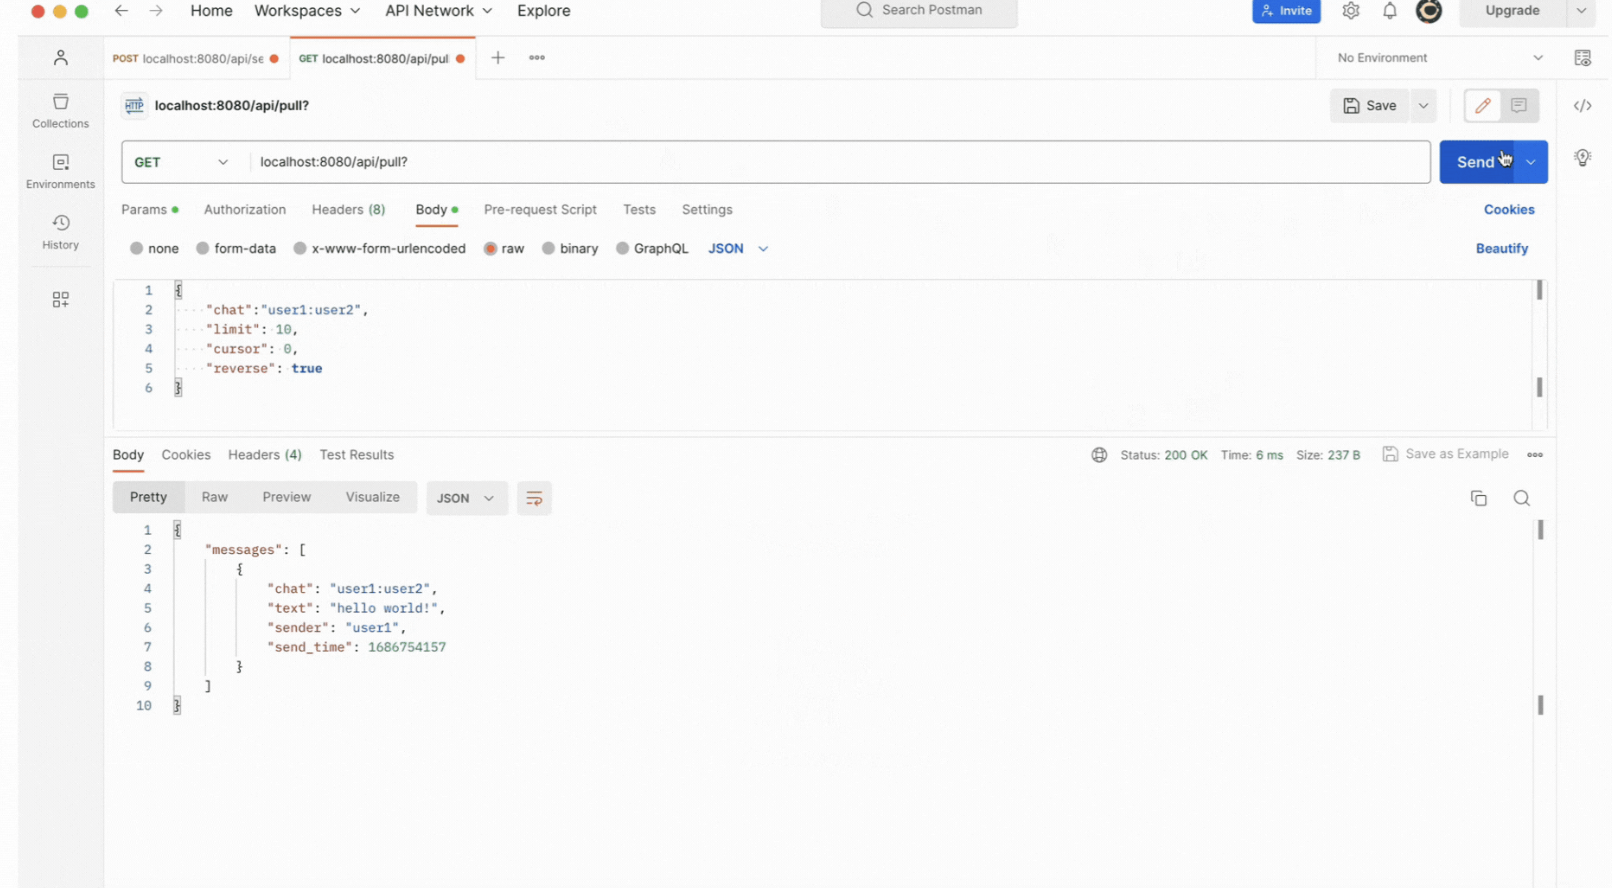 Home Workspaces API Network Explore Search Postman Invite Upgrade
POST localhost:8080/api/se GET localhost:8080/api/pul No Environment
HTTP localhost:8080/api/pull? Save
Collections
GET localhost:8080/api/pull? Send
Environments
Params Authorization Headers (8) Body Pre-request Script Tests Settings Cookies
History
none form-data x-www-form-urlencoded raw binary GraphQL JSON Beautify
1 {
2 "chat":"user1:user2",
3 "limit": 10,
4 "cursor": 0,
5 "reverse": true
6 }
Body Cookies Headers (4) Test Results Status: 200 OK Time: 6 ms Size: 237 B Save as Example
Pretty Raw Preview Visualize JSON
1 {
2 "messages": [
3 {
4 "chat": "user1:user2",
5 "text": "hello world!",
6 "sender": "user1",
7 "send_time": 1686754157
8 }
9 ]
10 }